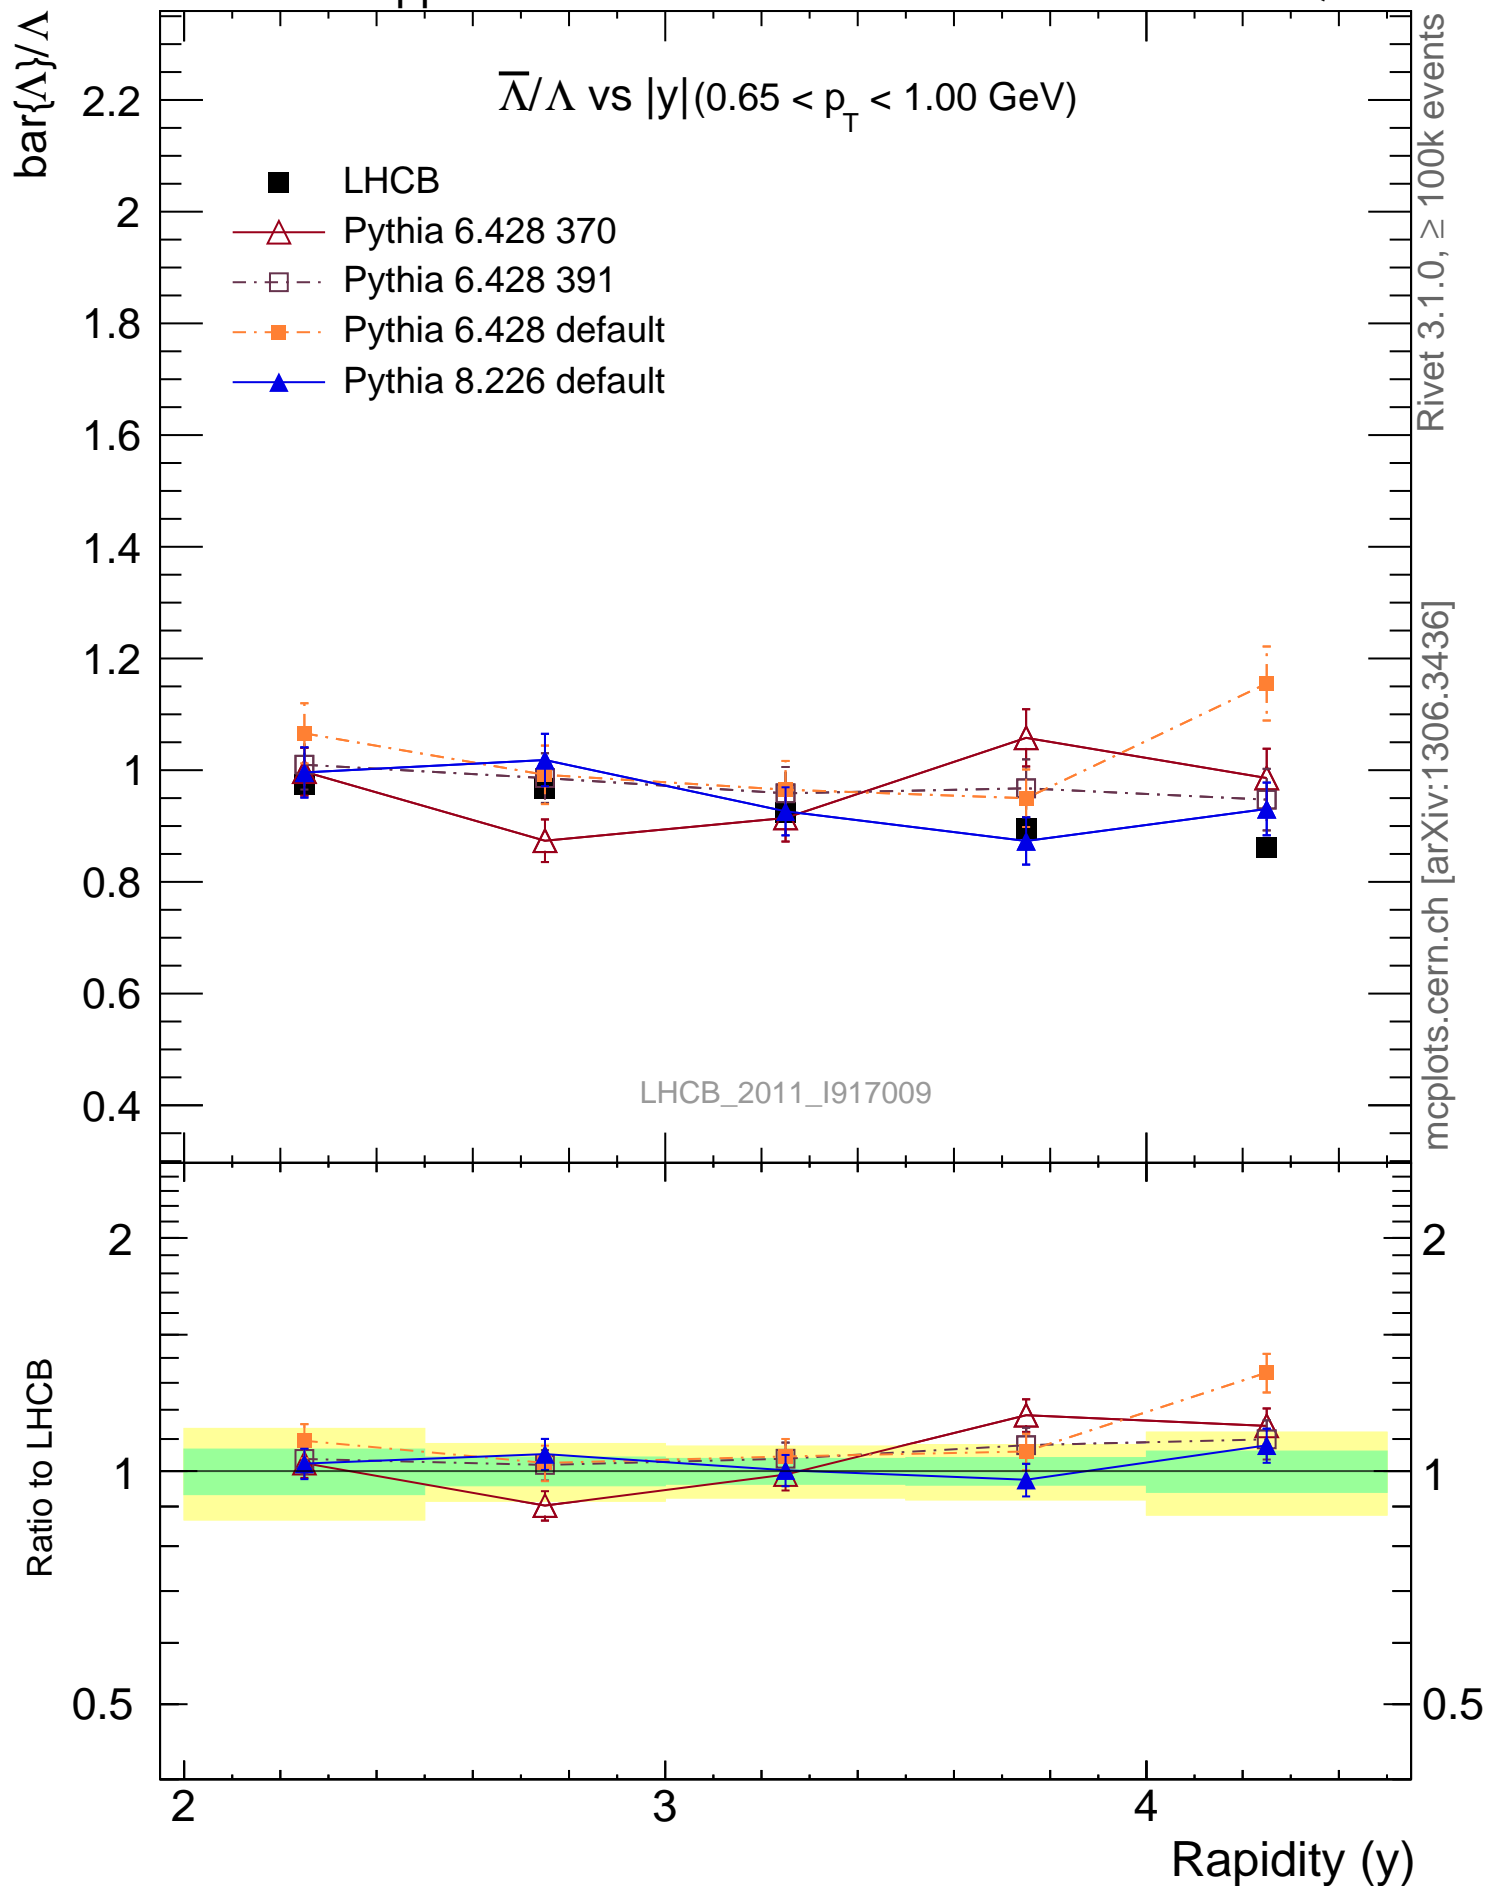 pp
bar{Λ}/Λ
Λ̅/Λ vs |y|(0.65 < p_T < 1.00 GeV)
LHCB
Pythia 6.428 370
Pythia 6.428 391
Pythia 6.428 default
Pythia 8.226 default
2.2
2
1.8
1.6
1.4
1.2
1
0.8
0.6
0.4
LHCB_2011_I917009
Rivet 3.1.0, ≥ 100k events
mcplots.cern.ch [arXiv:1306.3436]
Ratio to LHCB
2
1
0.5
2
1
0.5
2
3
4
Rapidity (y)